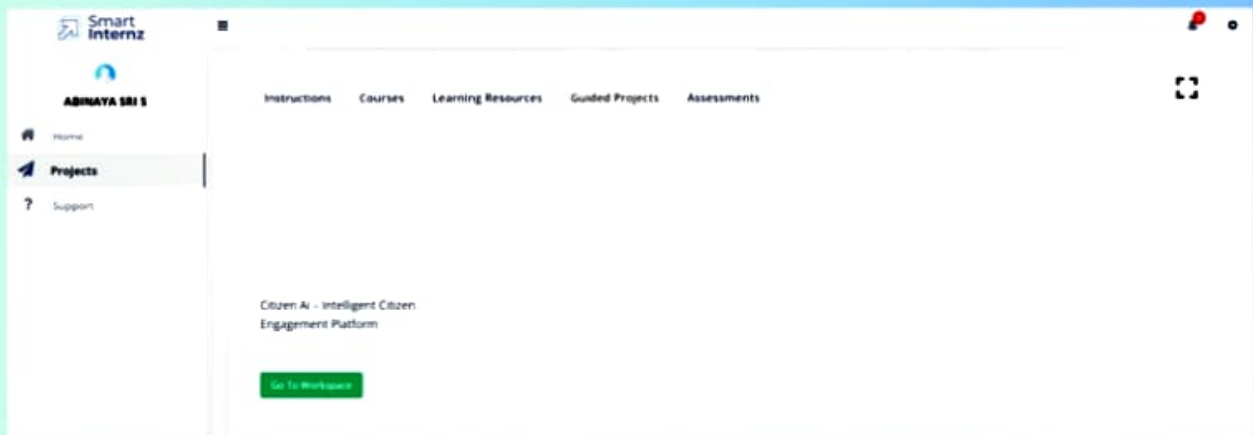 Smart
Internz
ABINAYA SRI S
Instructions Courses Learning Resources Guided Projects Assessments
Home
Projects
? Support
Citizen Ai - Intelligent Citizen
Engagement Platform
Go To Workspace